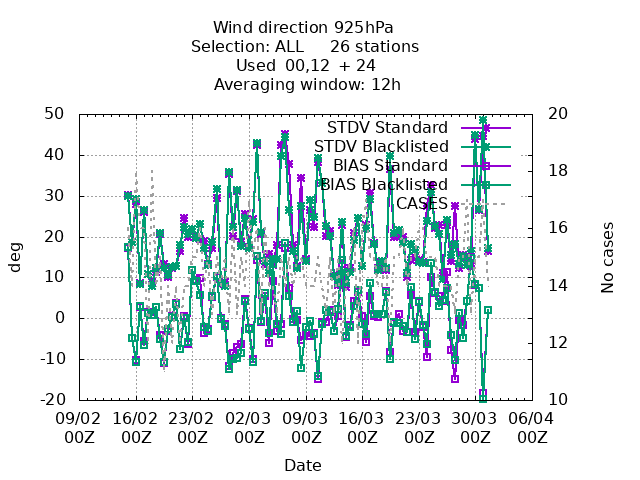 Wind direction 925hPa
Selection: ALL 26 stations
Used 00,12 + 24
Averaging window: 12h
50
40
30
20
10
0
-10
-20
deg
20
18
16
14
12
10
No cases
STDV Standard
STDV Blacklisted
BIAS Standard
BIAS Blacklisted
CASES
09/02 16/02 23/02 02/03 09/03 16/03 23/03 30/03 06/04
00Z 00Z 00Z 00Z 00Z 00Z 00Z 00Z 00Z
Date